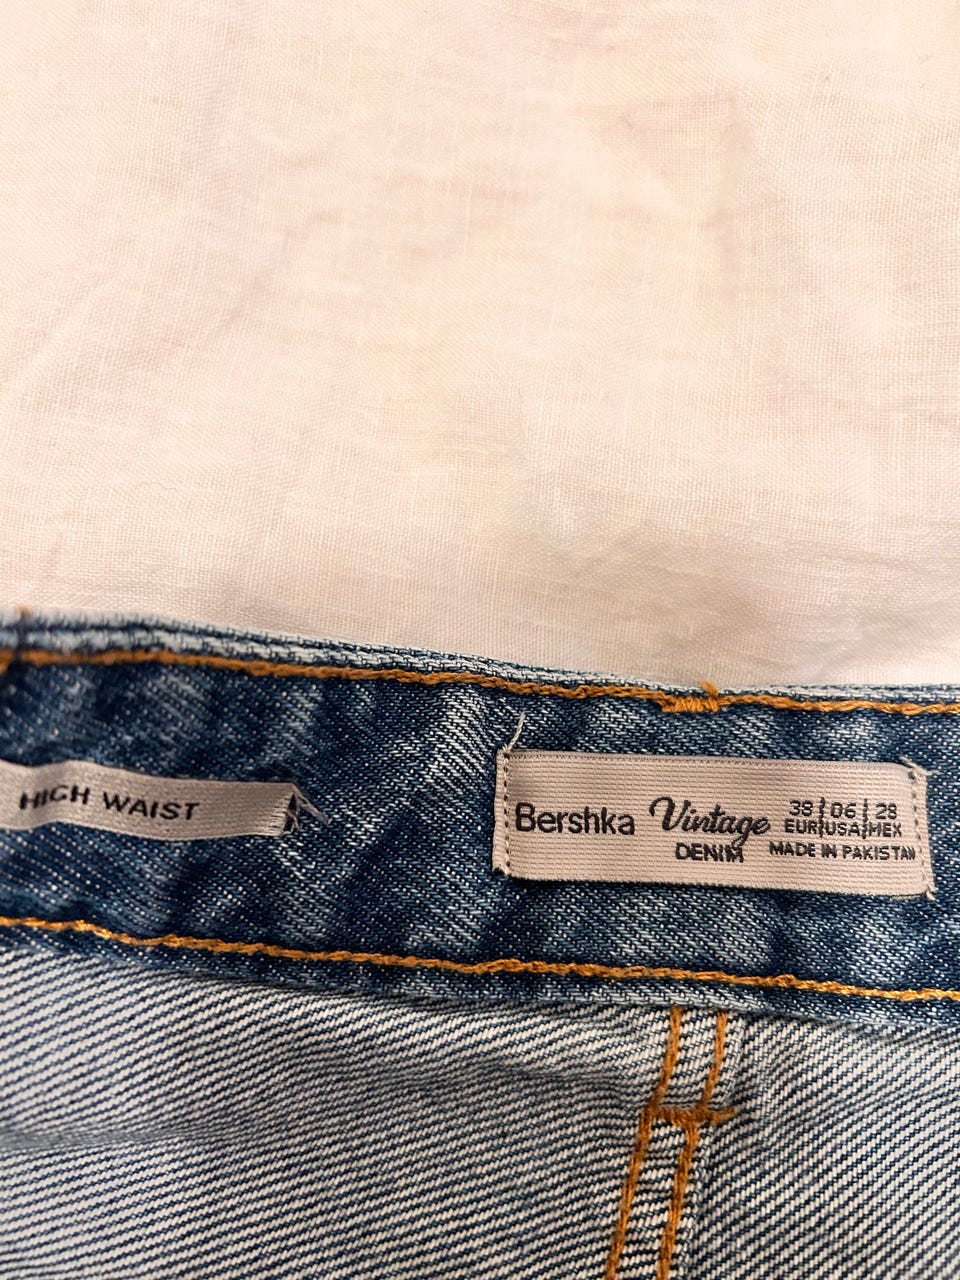 HIGH WAIST
Bershka Vintage DENIM
38|06|28
EUR|USA|MEX
MADE IN PAKISTAN